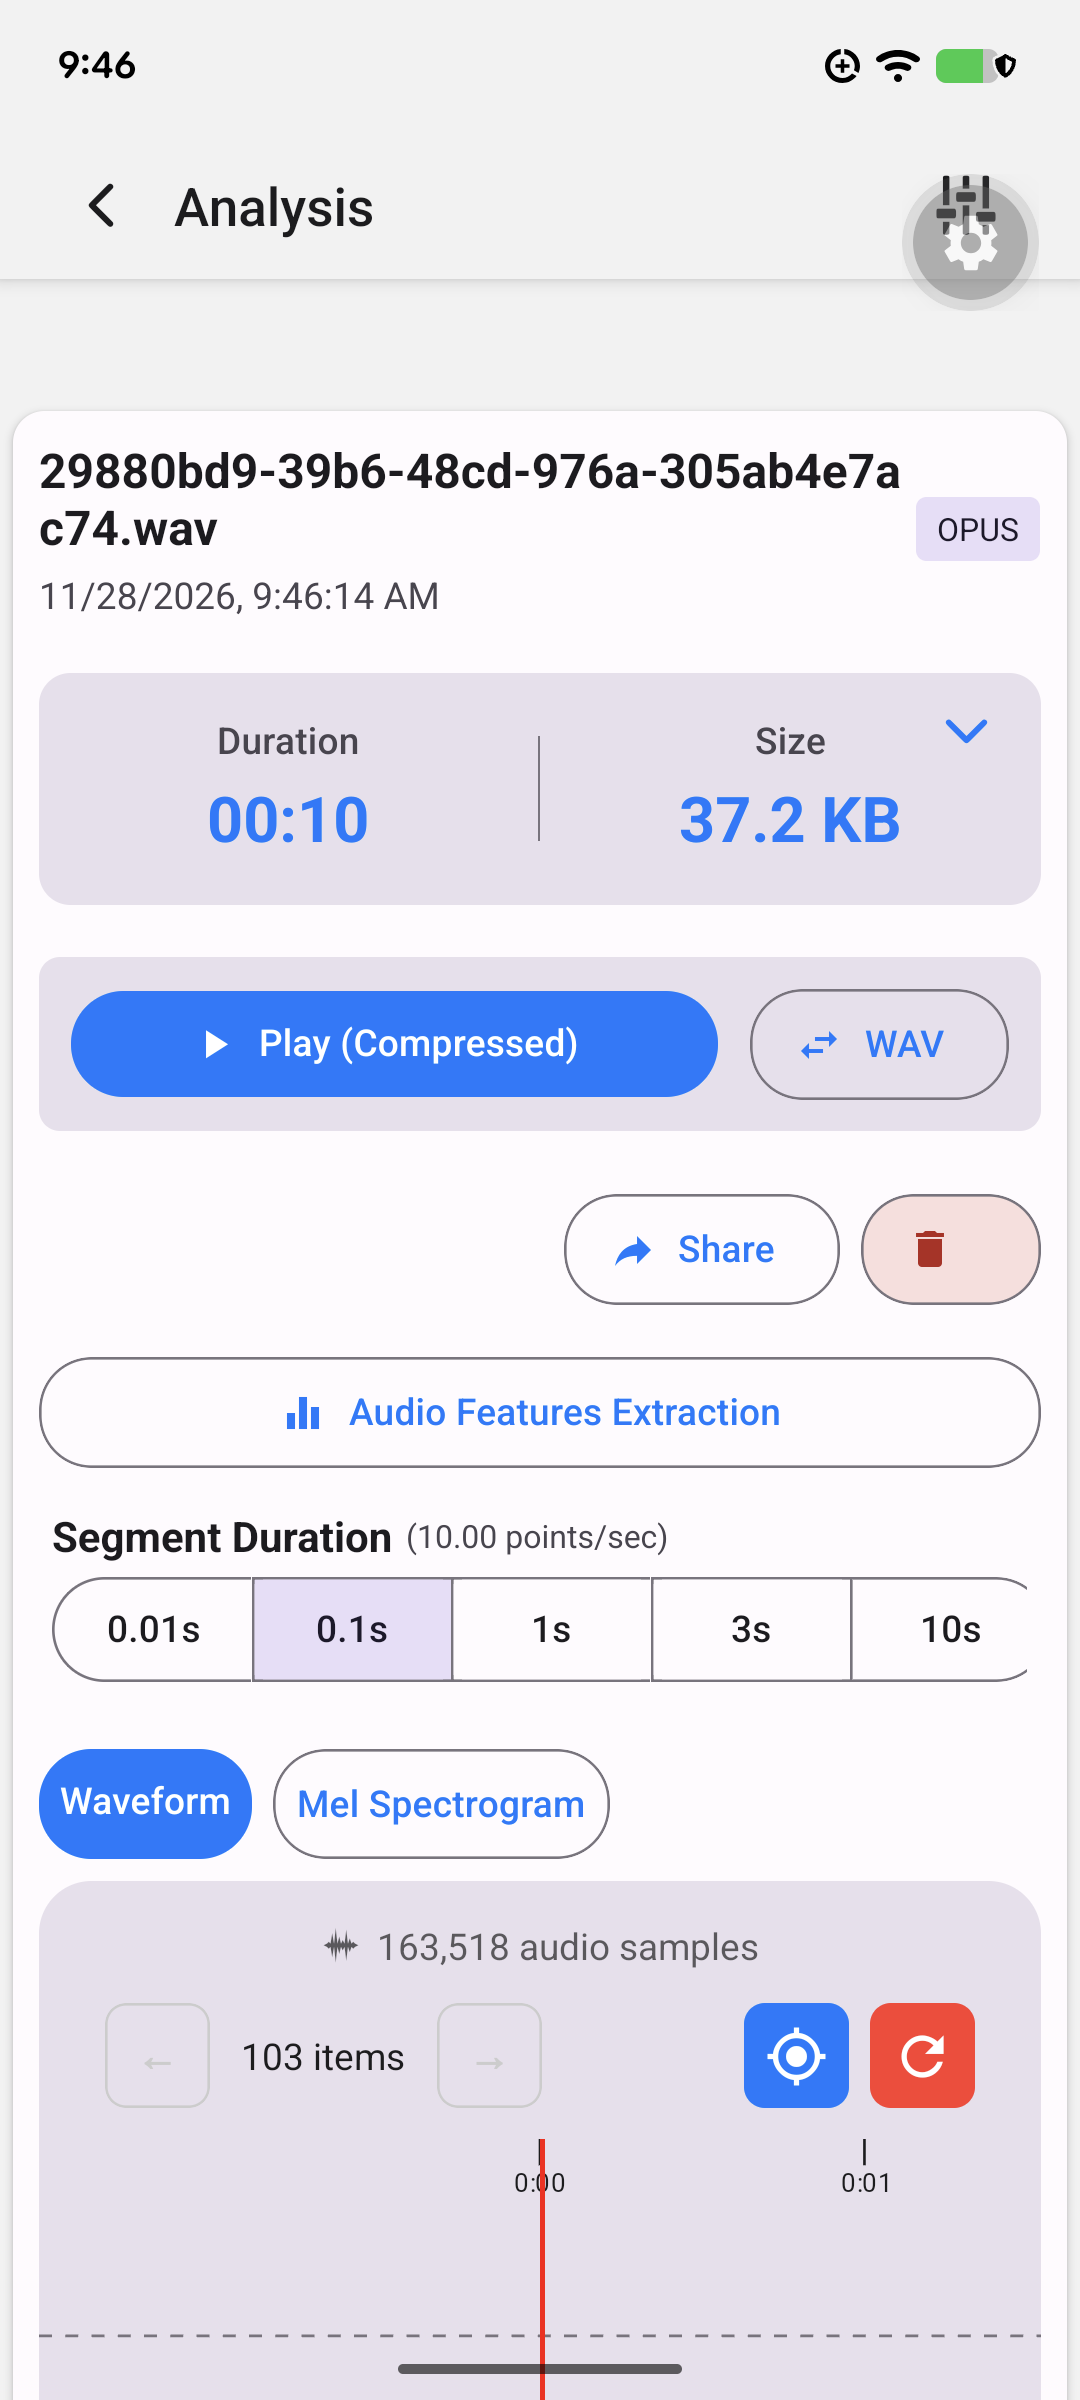 9:46
Analysis
29880bd9-39b6-48cd-976a-305ab4e7a
c74.wav
OPUS
11/28/2026, 9:46:14 AM
Duration
Size
00:10
37.2 KB
Play (Compressed)
WAV
Share
Audio Features Extraction
Segment Duration (10.00 points/sec)
0.01s
0.1s
1s
3s
10s
Waveform
Mel Spectrogram
163,518 audio samples
←
103 items
→
0:00
0:01